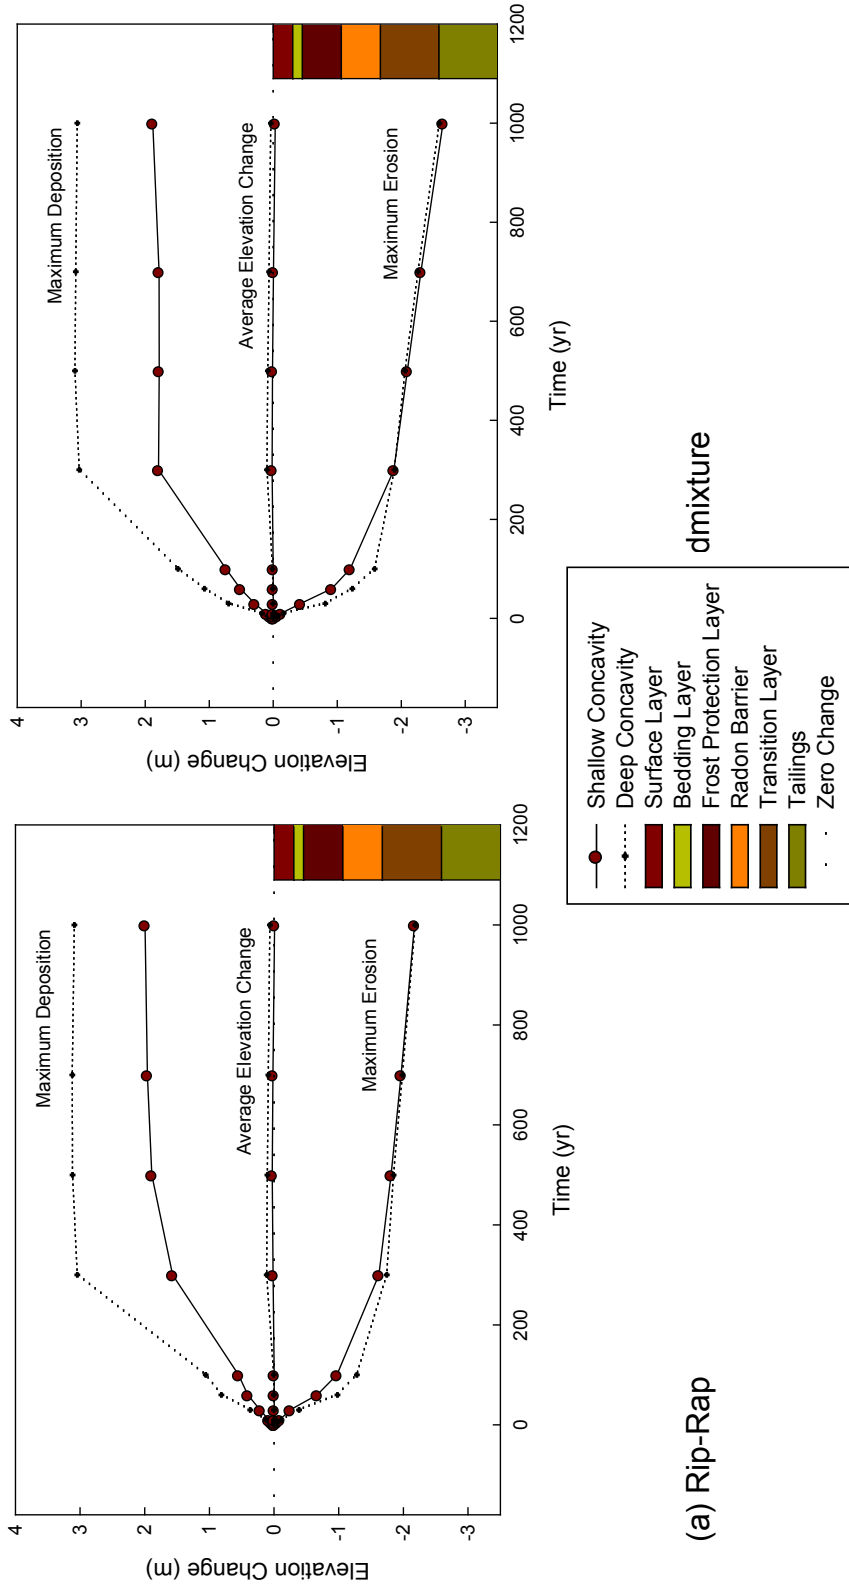 4
3
2
1
0
-1
-2
-3
0
200
400
600
800
1000
1200
Elevation Change (m)
Time (yr)
Maximum Deposition
Average Elevation Change
Maximum Erosion
(a) Rip-Rap
4
3
2
1
0
-1
-2
-3
0
200
400
600
800
1000
1200
Elevation Change (m)
Time (yr)
Maximum Deposition
Average Elevation Change
Maximum Erosion
dmixture
Shallow Concavity
Deep Concavity
Surface Layer
Bedding Layer
Frost Protection Layer
Radon Barrier
Transition Layer
Tailings
Zero Change